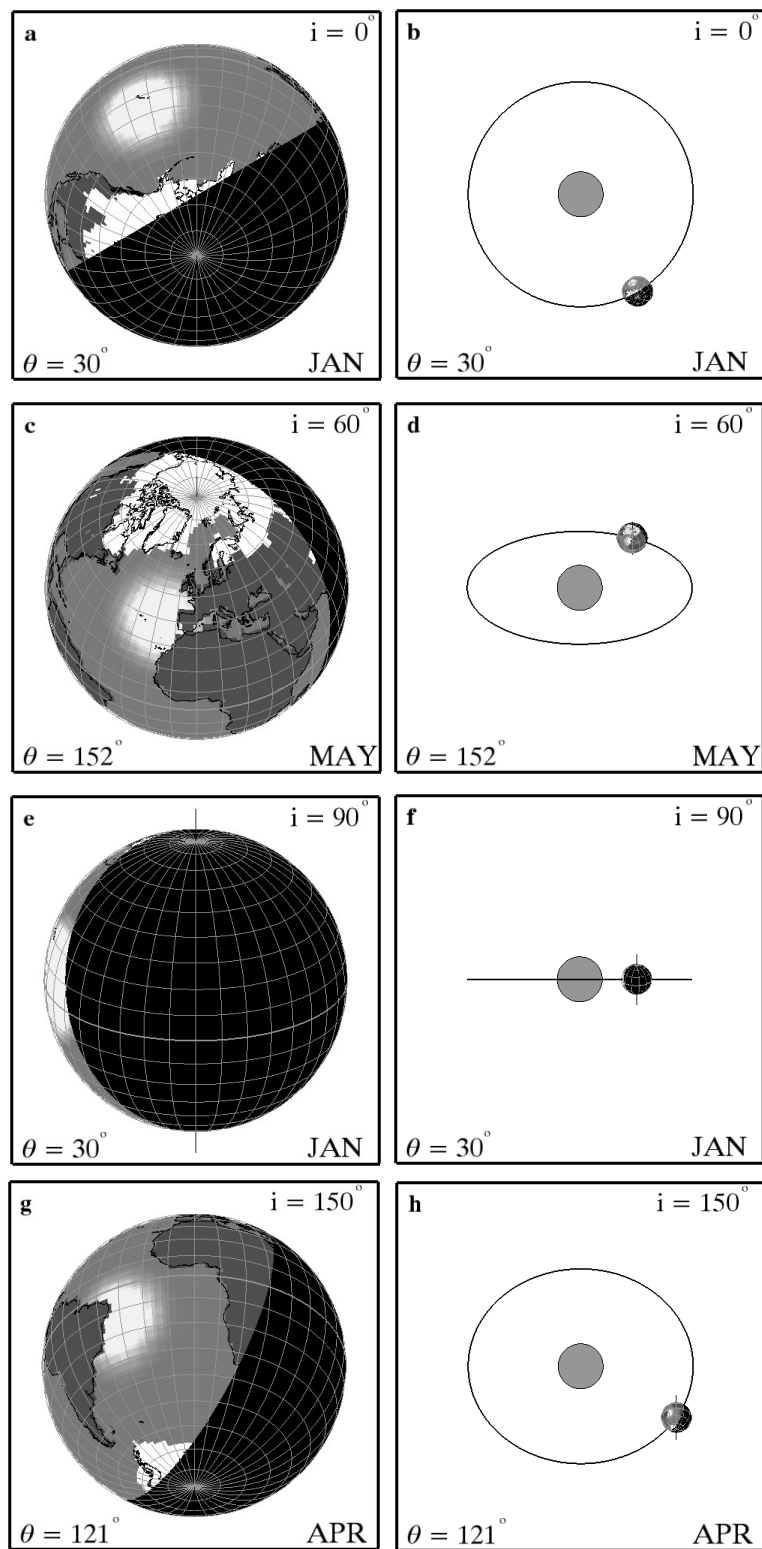 a i = 0° b i = 0°
θ = 30° JAN θ = 30° JAN
c i = 60° d i = 60°
θ = 152° MAY θ = 152° MAY
e i = 90° f i = 90°
θ = 30° JAN θ = 30° JAN
g i = 150° h i = 150°
θ = 121° APR θ = 121° APR